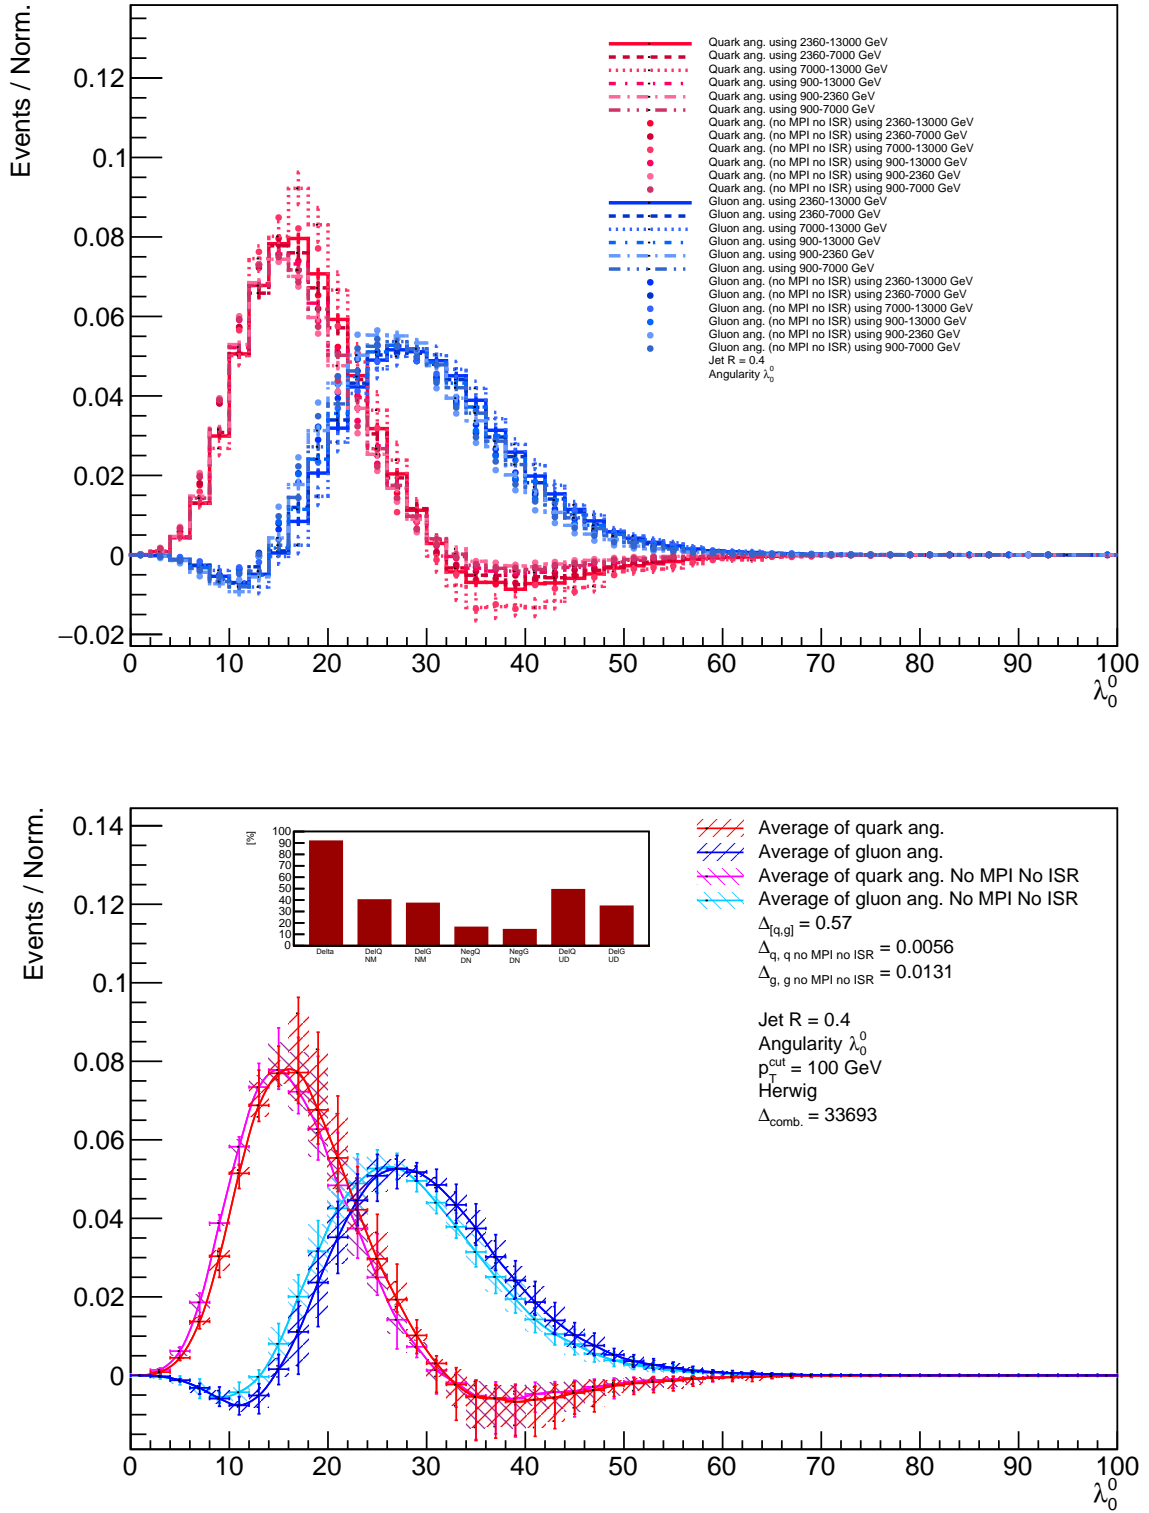 Events / Norm.
0.12
0.1
0.08
0.06
0.04
0.02
0
−0.02
Quark ang. using 2360-13000 GeV
Quark ang. using 2360-7000 GeV
Quark ang. using 7000-13000 GeV
Quark ang. using 900-13000 GeV
Quark ang. using 900-2360 GeV
Quark ang. using 900-7000 GeV
Quark ang. (no MPI no ISR) using 2360-13000 GeV
Quark ang. (no MPI no ISR) using 2360-7000 GeV
Quark ang. (no MPI no ISR) using 7000-13000 GeV
Quark ang. (no MPI no ISR) using 900-13000 GeV
Quark ang. (no MPI no ISR) using 900-2360 GeV
Quark ang. (no MPI no ISR) using 900-7000 GeV
Gluon ang. using 2360-13000 GeV
Gluon ang. using 2360-7000 GeV
Gluon ang. using 7000-13000 GeV
Gluon ang. using 900-13000 GeV
Gluon ang. using 900-2360 GeV
Gluon ang. using 900-7000 GeV
Gluon ang. (no MPI no ISR) using 2360-13000 GeV
Gluon ang. (no MPI no ISR) using 2360-7000 GeV
Gluon ang. (no MPI no ISR) using 7000-13000 GeV
Gluon ang. (no MPI no ISR) using 900-13000 GeV
Gluon ang. (no MPI no ISR) using 900-2360 GeV
Gluon ang. (no MPI no ISR) using 900-7000 GeV
Jet R = 0.4
Angularity λ_0^0
0 10 20 30 40 50 60 70 80 90 100
λ_0^0
Events / Norm.
0.14
0.12
0.1
0.08
0.06
0.04
0.02
0
[%]
100
90
80
70
60
50
40
30
20
10
0
Delta DelQ DelG NegQ NegG DelQ DelG
NM NM DN DN UD UD
Average of quark ang.
Average of gluon ang.
Average of quark ang. No MPI No ISR
Average of gluon ang. No MPI No ISR
Δ_[q,g] = 0.57
Δ_q, q no MPI no ISR = 0.0056
Δ_g, g no MPI no ISR = 0.0131
Jet R = 0.4
Angularity λ_0^0
p_T^cut = 100 GeV
Herwig
Δ_comb. = 33693
0 10 20 30 40 50 60 70 80 90 100
λ_0^0